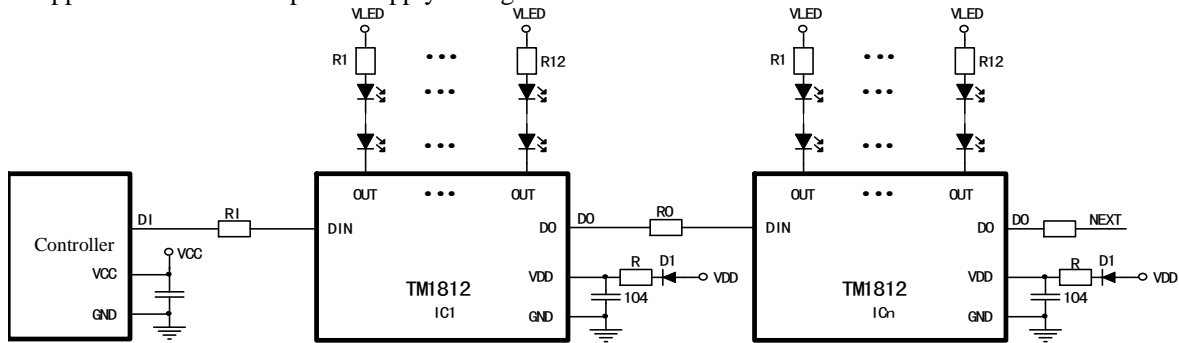 VLED VLED VLED VLED
R1 ••• R12 R1 ••• R12
••• •••
••• •••
OUT ••• OUT OUT ••• OUT
DI RI DIN DO DO RO DIN DO DO NEXT
Controller VCC
VCC VDD R D1 VDD VDD R D1 VDD
TM1812 104 TM1812 104
GND IC1 GND ICn GND